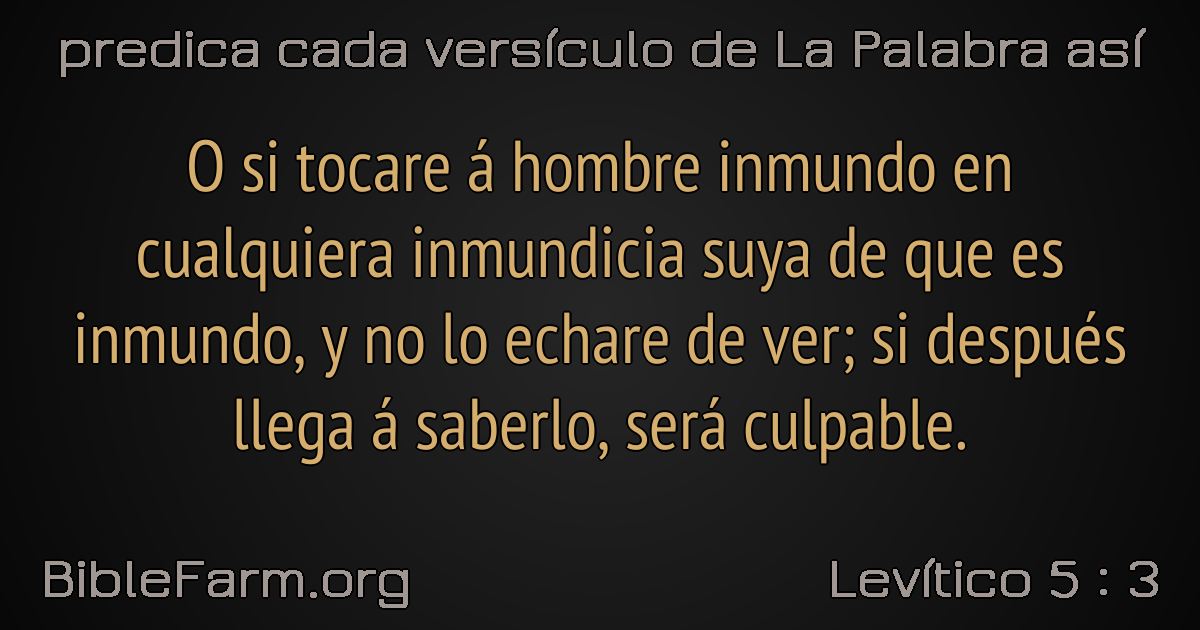 predica cada versículo de La Palabra así
O si tocare á hombre inmundo en
cualquiera inmundicia suya de que es
inmundo, y no lo echare de ver; si después
llega á saberlo, será culpable.
BibleFarm.org
Levítico 5 : 3